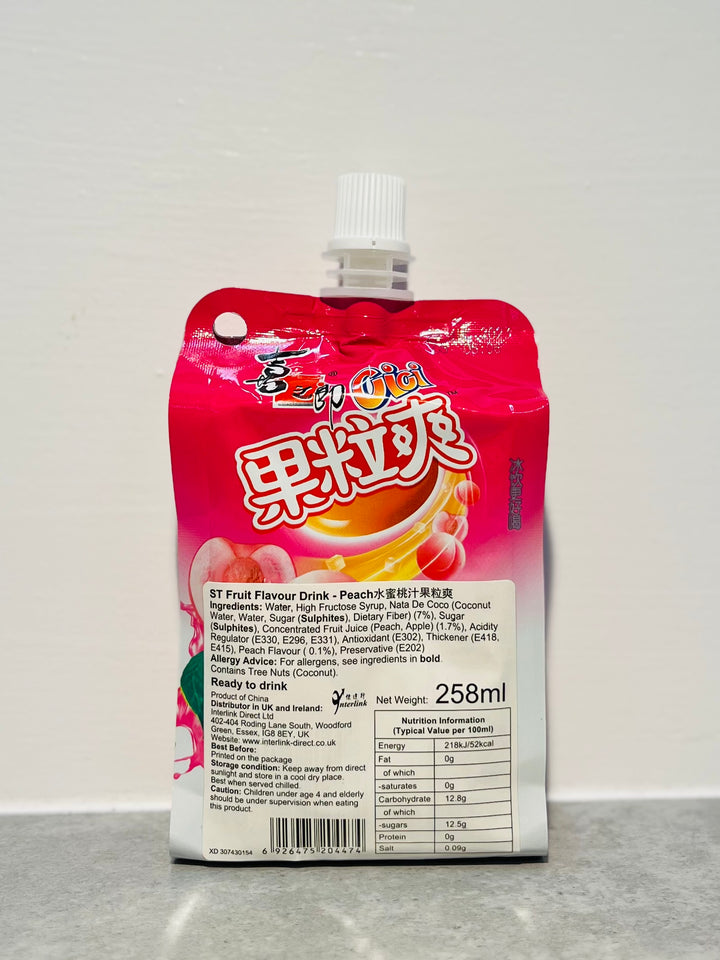 喜之郎®
CiCi™
果粒爽
ST Fruit Flavour Drink - Peach水蜜桃汁果粒爽
Ingredients: Water, High Fructose Syrup, Nata De Coco (Coconut
Water, Water, Sugar (Sulphites), Dietary Fiber) (7%), Sugar
(Sulphites), Concentrated Fruit Juice (Peach, Apple) (1.7%), Acidity
Regulator (E330, E296, E331), Antioxidant (E302), Thickener (E418,
E415), Peach Flavour ( 0.1%), Preservative (E202)
Allergy Advice: For allergens, see ingredients in bold.
Contains Tree Nuts (Coconut).
Ready to drink
Product of China
Distributor in UK and Ireland:
Interlink Direct Ltd
402-404 Roding Lane South, Woodford
Green, Essex, IG8 8EY, UK
Website: www.interlink-direct.co.uk
Best Before:
Printed on the package
Storage condition: Keep away from direct
sunlight and store in a cool dry place.
Best when served chilled.
Caution: Children under age 4 and elderly
should be under supervision when eating
this product.
XD 307430154
6 926475 204474
interlink
Net Weight: 258ml
Nutrition Information
(Typical Value per 100ml)
Energy 218kJ/52kcal
Fat 0g
of which
-saturates 0g
Carbohydrate 12.8g
of which
-sugars 12.5g
Protein 0g
Salt 0.09g